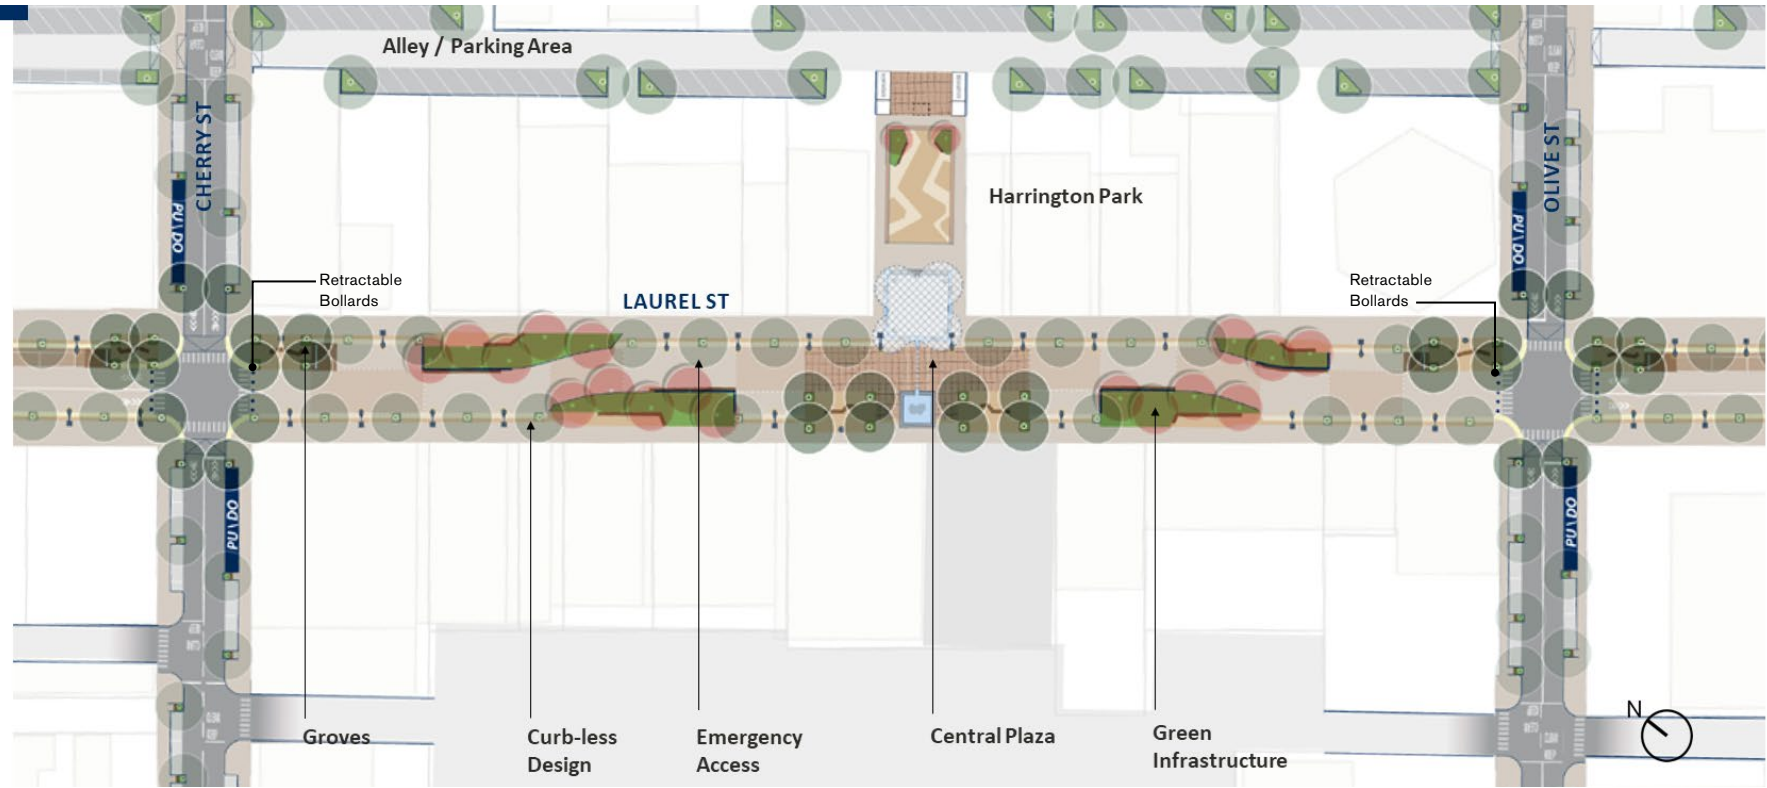 Alley / Parking Area
CHERRY ST
OLIVE ST
PU \ DO
PU \ DO
Harrington Park
Retractable
Bollards
Retractable
Bollards
LAUREL ST
PU \ DO
PU \ DO
Groves
Curb-less
Design
Emergency
Access
Central Plaza
Green
Infrastructure
N